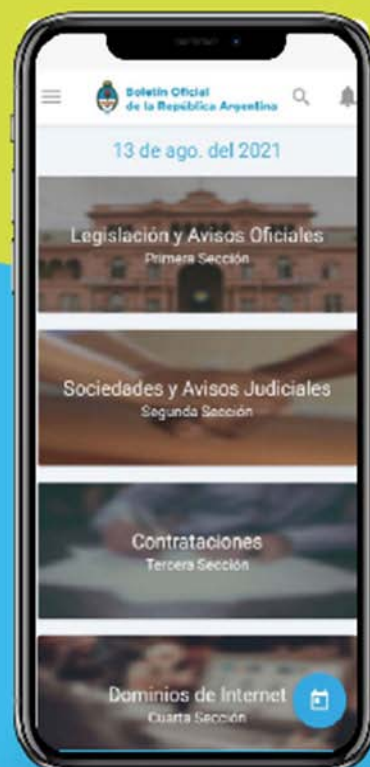 Boletín Oficial
de la República Argentina
13 de ago. del 2021
Legislación y Avisos Oficiales
Primera Sección
Sociedades y Avisos Judiciales
Segunda Sección
Contrataciones
Tercera Sección
Dominios de Internet
Cuarta Sección